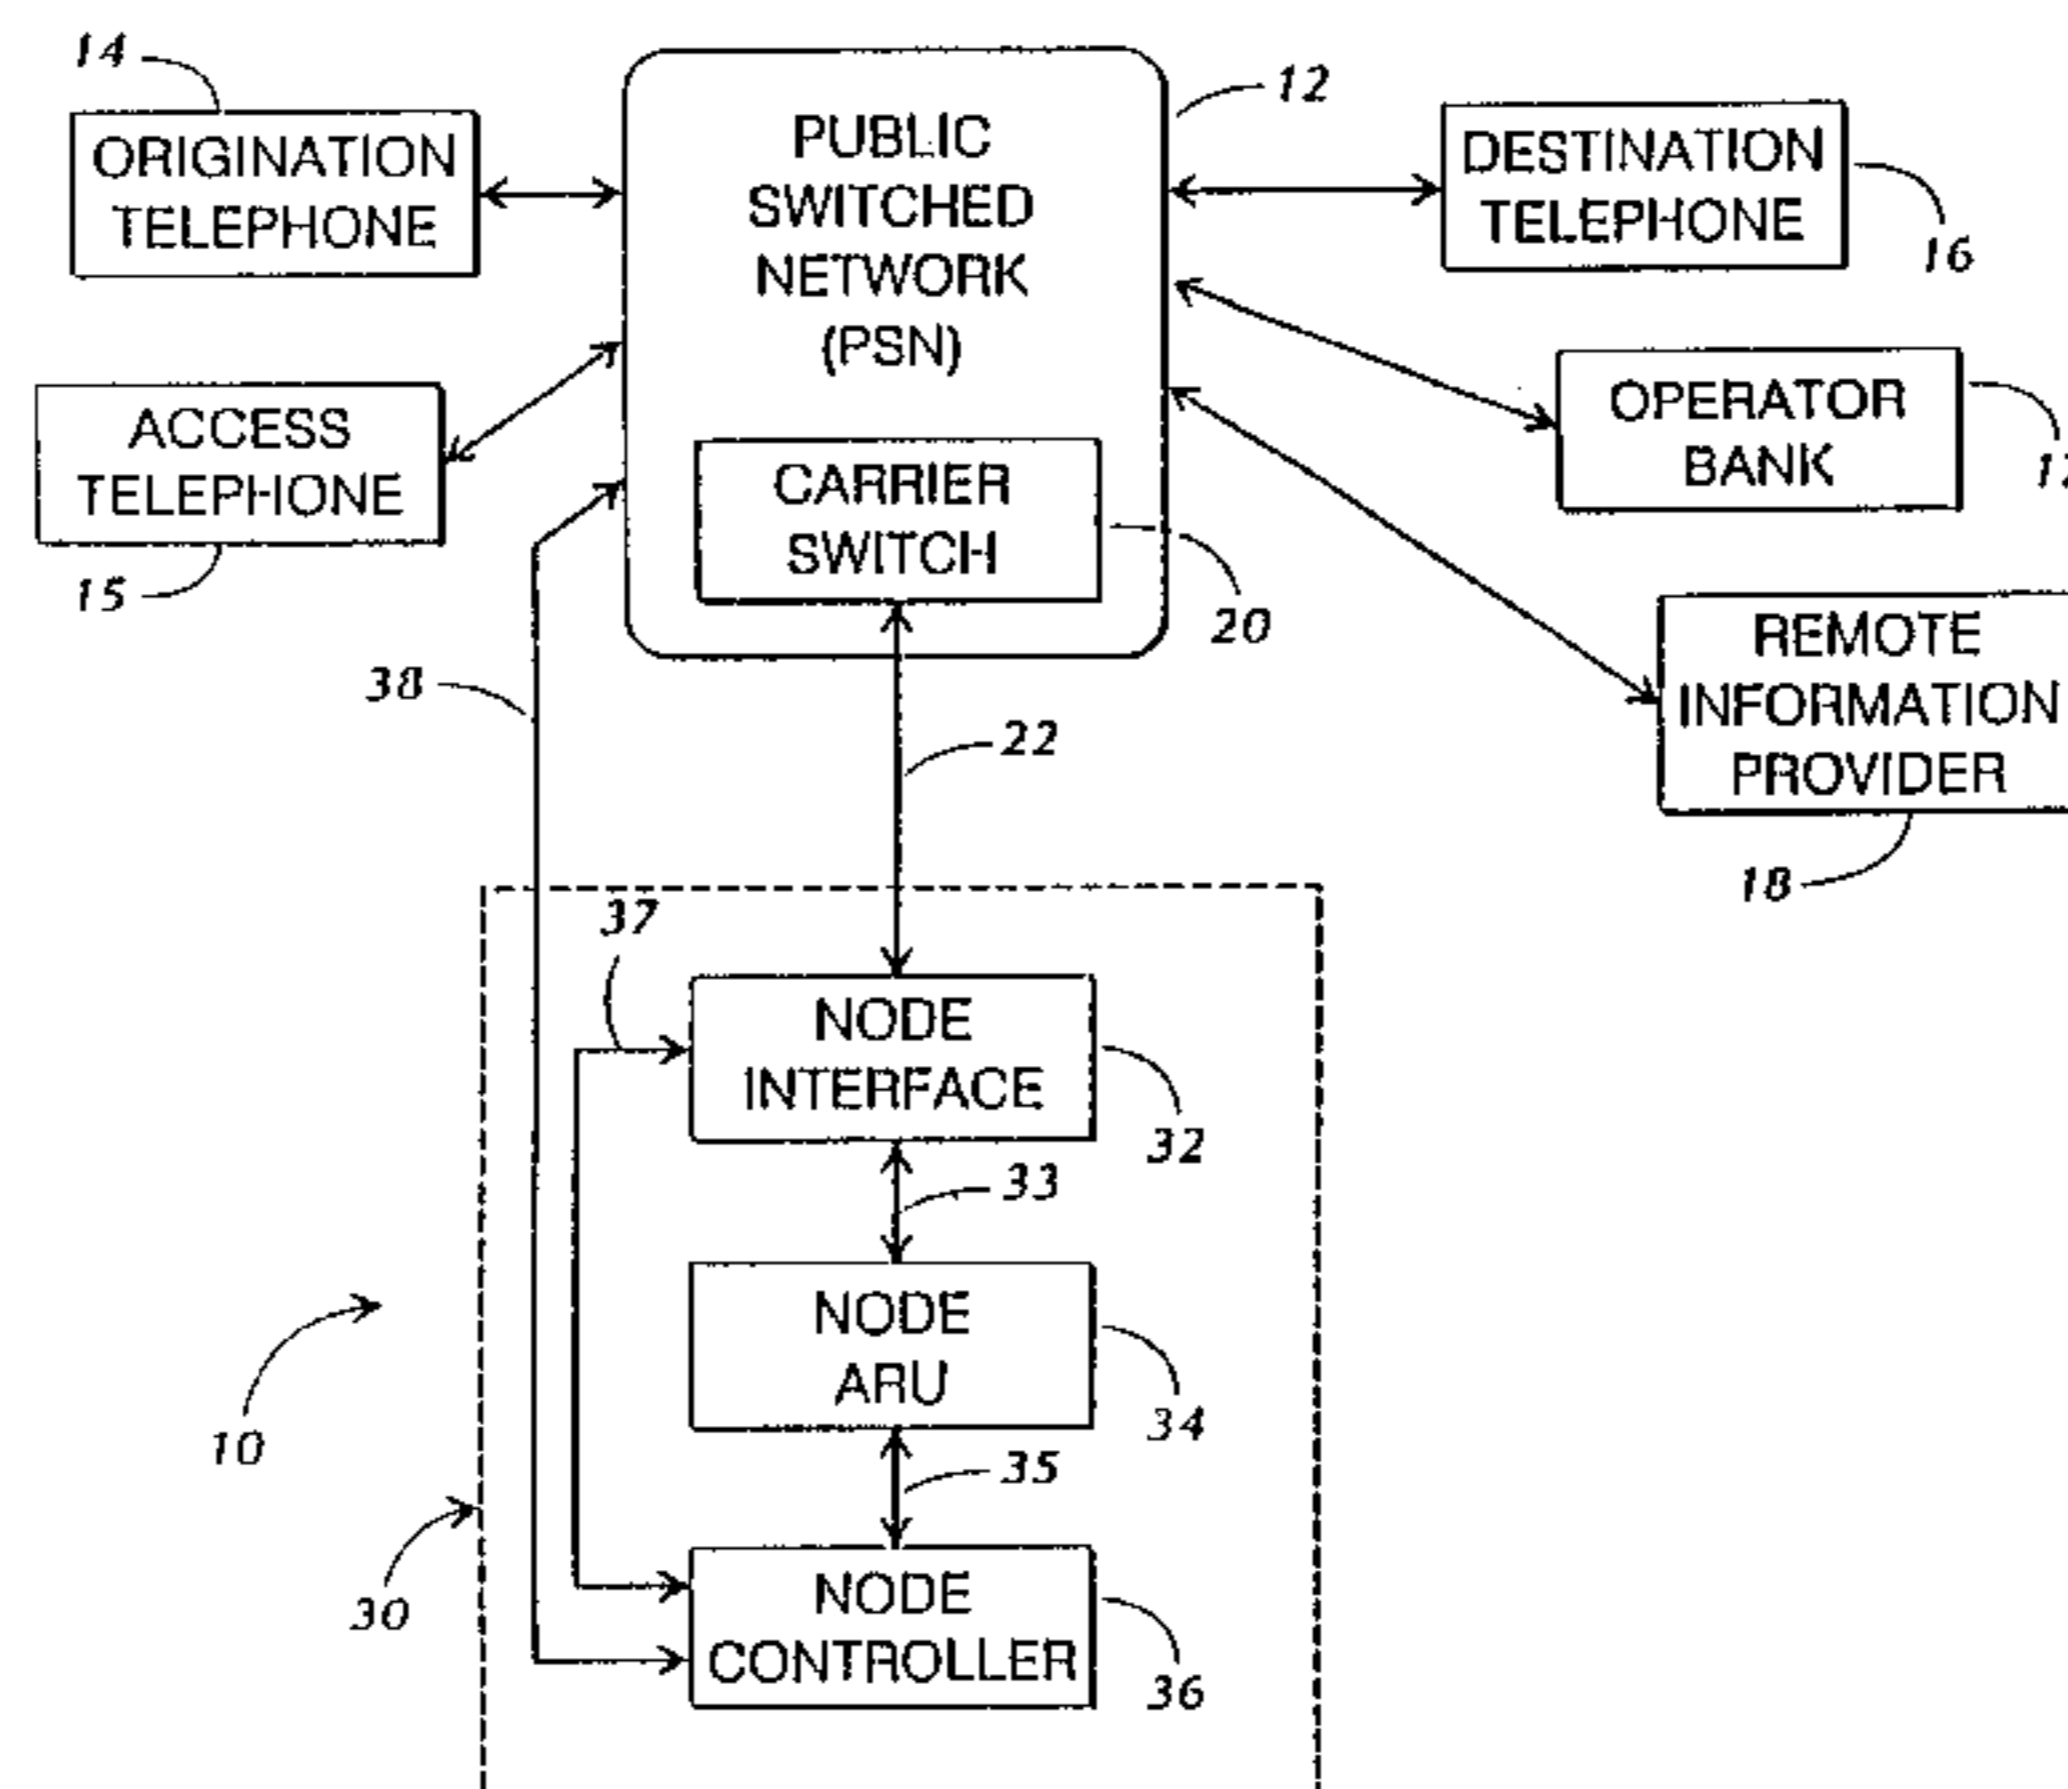 14
ORIGINATION
TELEPHONE
PUBLIC
SWITCHED
NETWORK
(PSN)
12
DESTINATION
TELEPHONE
16
ACCESS
TELEPHONE
15
CARRIER
SWITCH
20
OPERATOR
BANK
REMOTE
INFORMATION
PROVIDER
18
38
22
37
NODE
INTERFACE
32
33
NODE
ARU
34
10
35
30
NODE
CONTROLLER
36